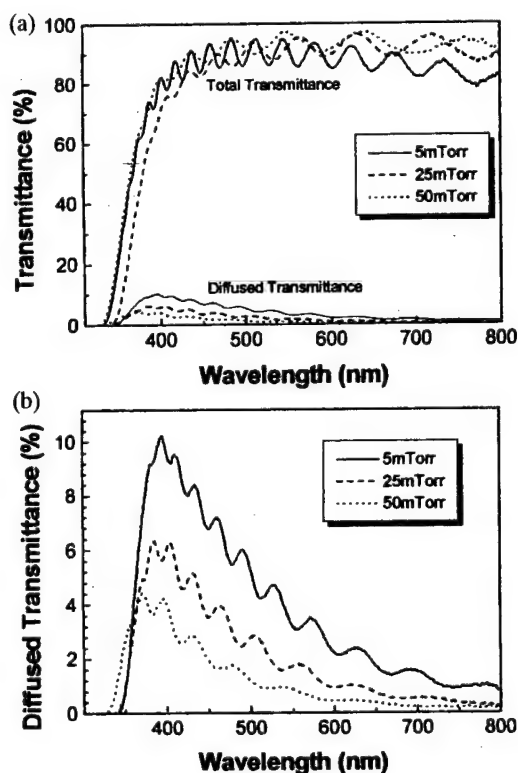 (a)
100
80
60
40
20
0
Transmittance (%)
Total Transmittance
5mTorr
25mTorr
50mTorr
Diffused Transmittance
400
500
600
700
800
Wavelength (nm)
(b)
10
8
6
4
2
0
Diffused Transmittance (%)
5mTorr
25mTorr
50mTorr
400
500
600
700
800
Wavelength (nm)